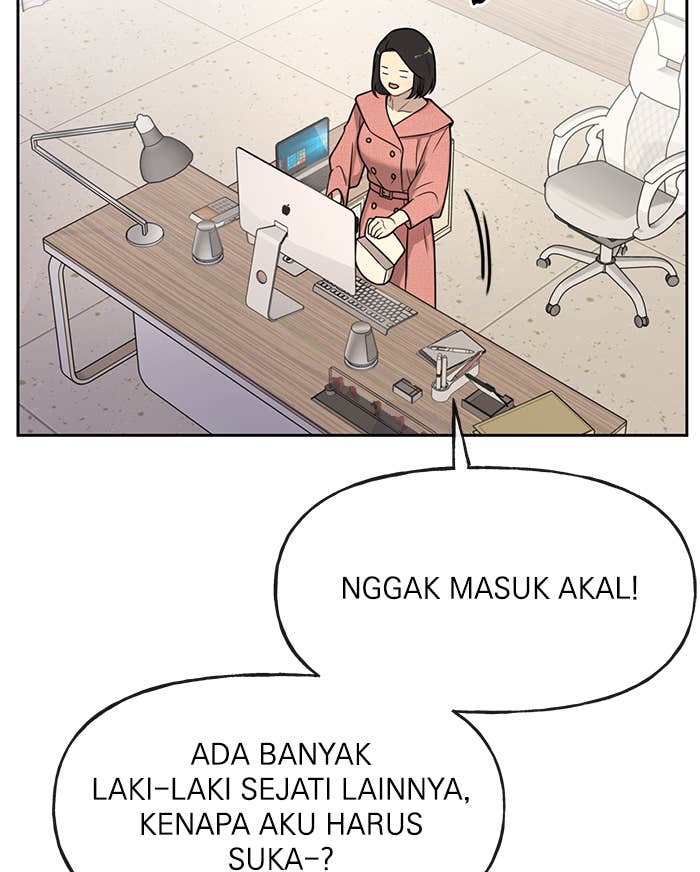 NGGAK MASUK AKAL!
ADA BANYAK
LAKI-LAKI SEJATI LAINNYA,
KENAPA AKU HARUS
SUKA-?